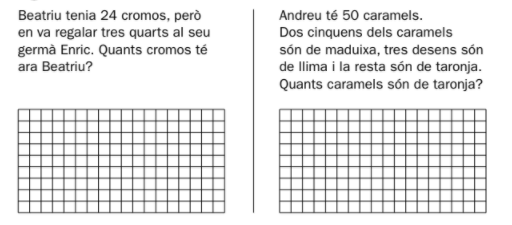 Beatriu tenia 24 cromos, però
en va regalar tres quarts al seu
germà Enric. Quants cromos té
ara Beatriu?
Andreu té 50 caramels.
Dos cinquens dels caramels
són de maduixa, tres desens són
de llima i la resta són de taronja.
Quants caramels són de taronja?